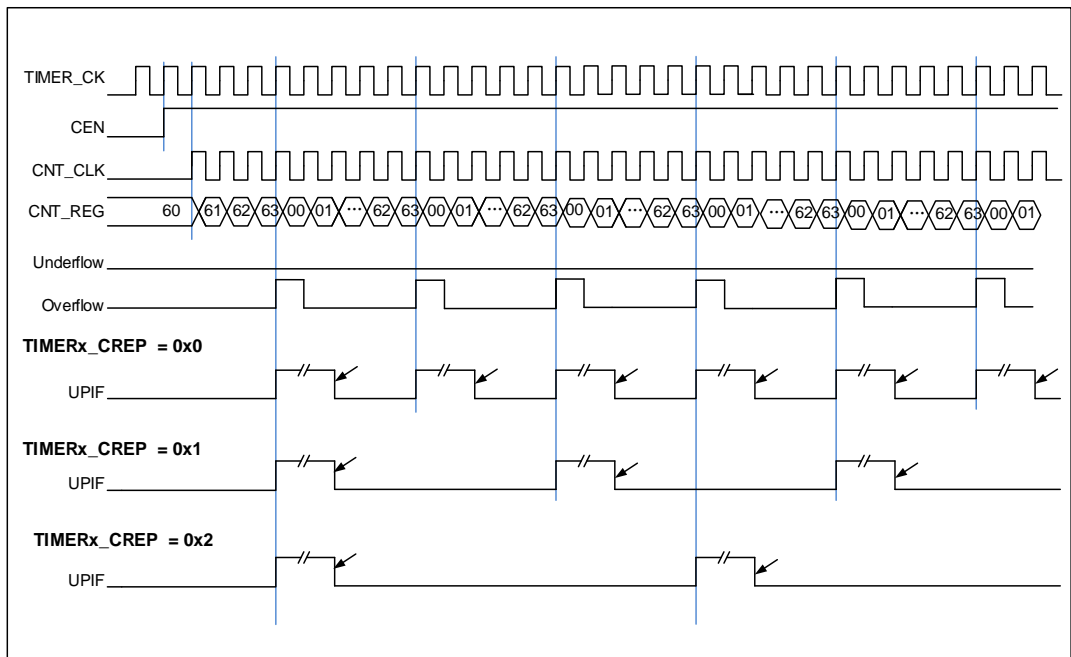 TIMER_CK
CEN
CNT_CLK
CNT_REG 60 61 62 63 00 01 ··· 62 63 00 01 ··· 62 63 00 01 ··· 62 63 00 01 ··· 62 63 00 01 ··· 62 63 00 01
Underflow
Overflow
TIMERx_CREP = 0x0
UPIF
TIMERx_CREP = 0x1
UPIF
TIMERx_CREP = 0x2
UPIF